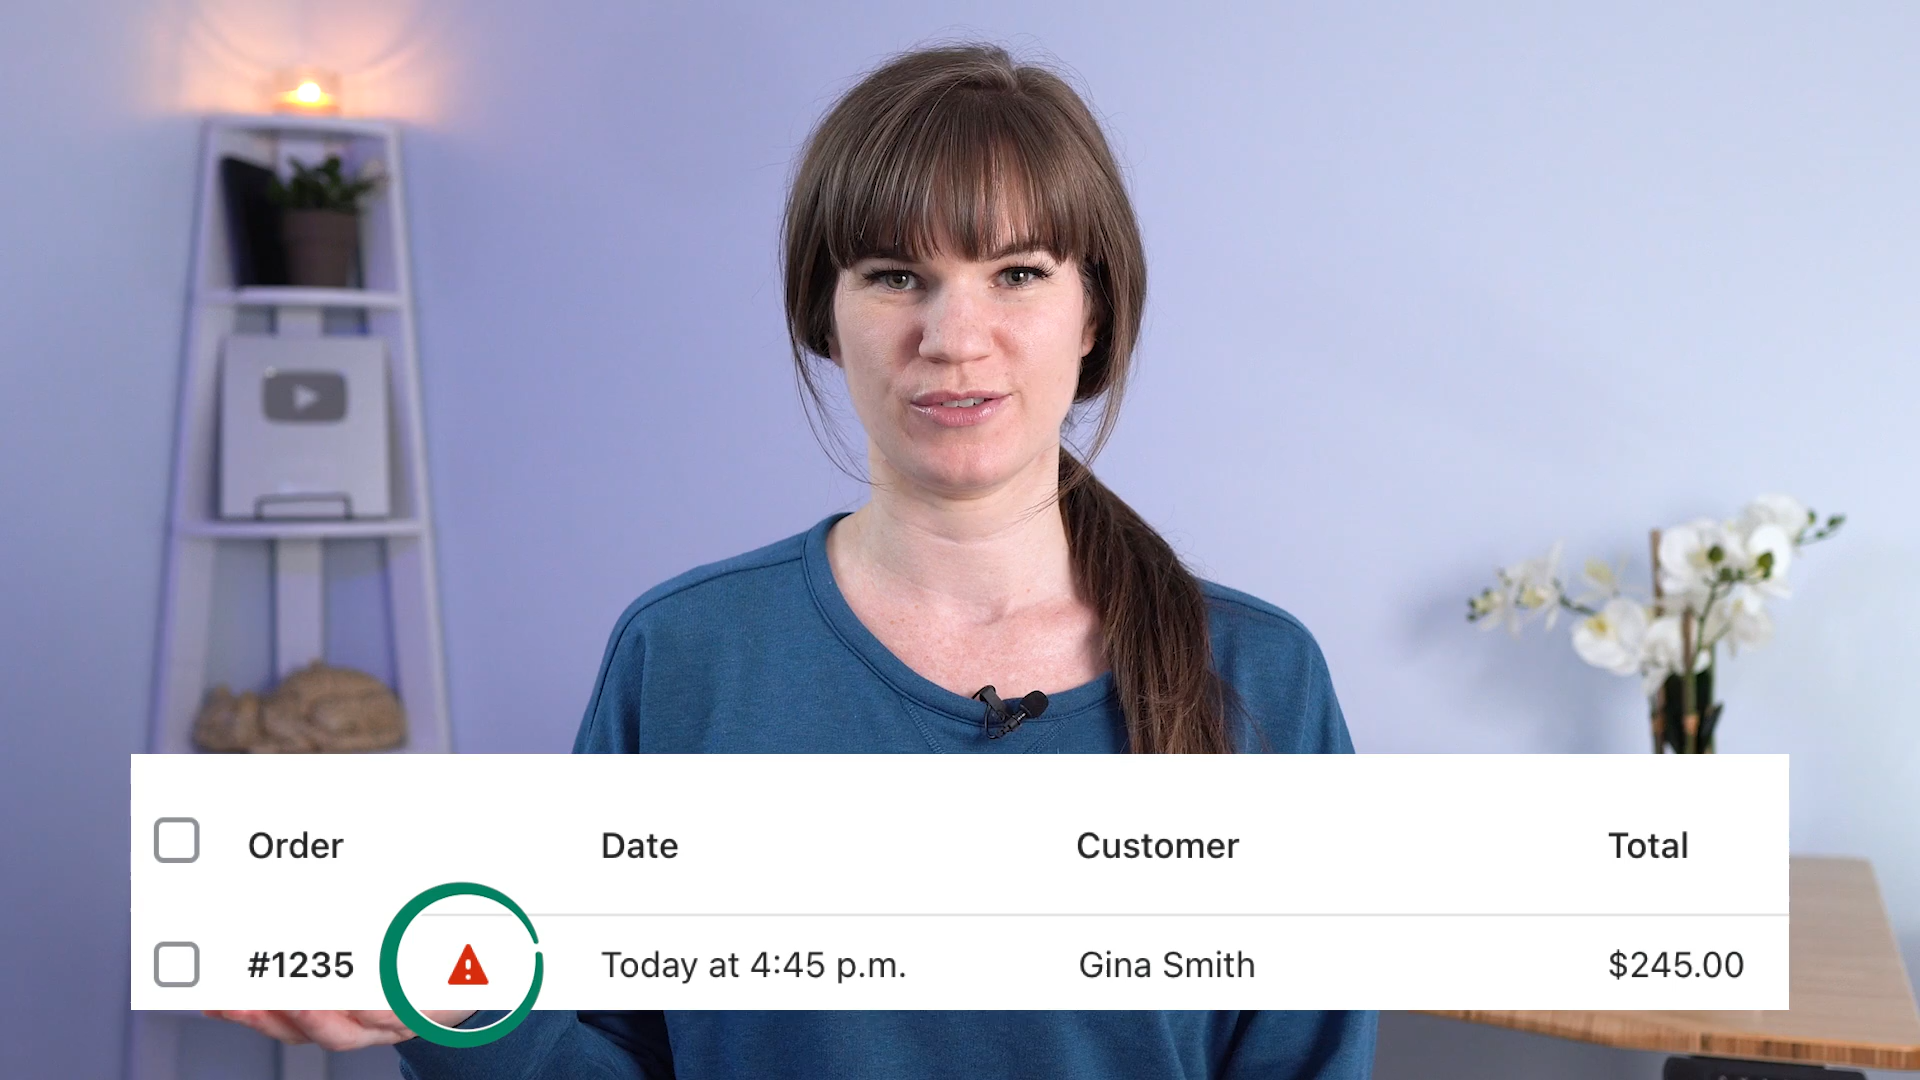 Order Date Customer Total
#1235 Today at 4:45 p.m. Gina Smith $245.00